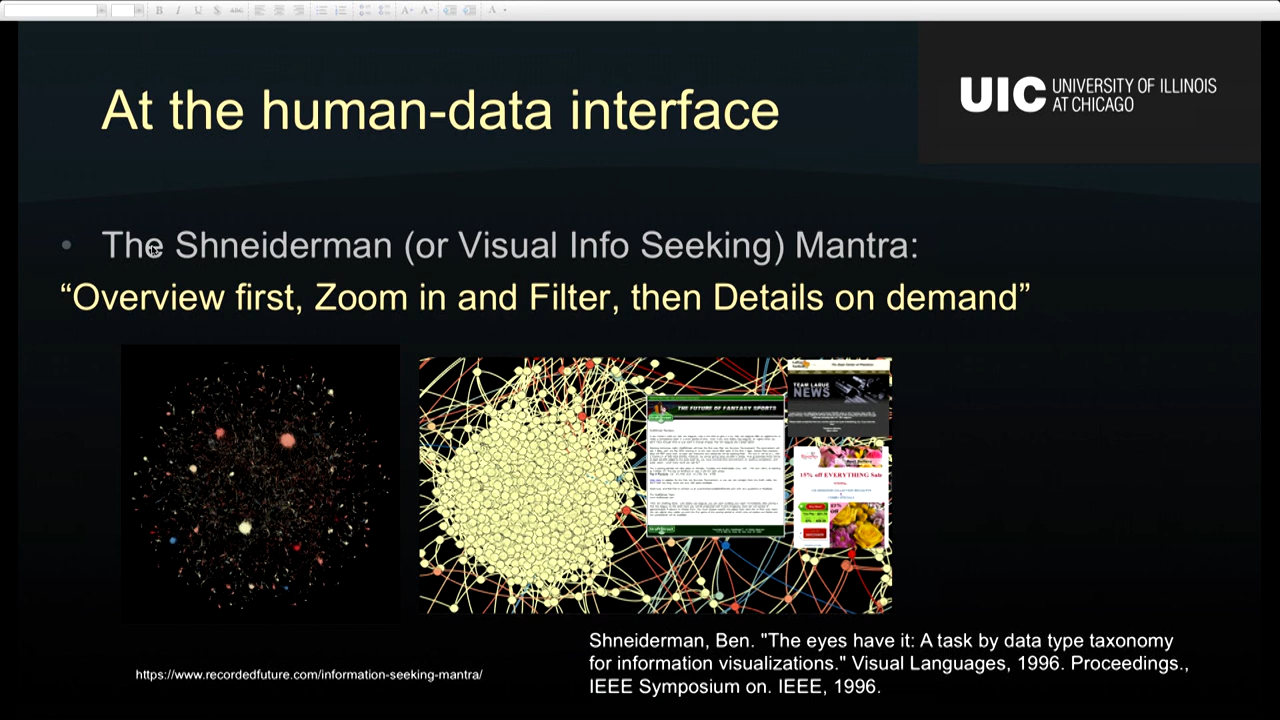 At the human-data interface
UIC UNIVERSITY OF ILLINOIS
AT CHICAGO
• The Shneiderman (or Visual Info Seeking) Mantra:
“Overview first, Zoom in and Filter, then Details on demand”
THE FUTURE OF FANTASY SPORTS
TEAM LARUE
NEWS
15% off EVERYTHING Sale
https://www.recordedfuture.com/information-seeking-mantra/
Shneiderman, Ben. "The eyes have it: A task by data type taxonomy
for information visualizations." Visual Languages, 1996. Proceedings.,
IEEE Symposium on. IEEE, 1996.